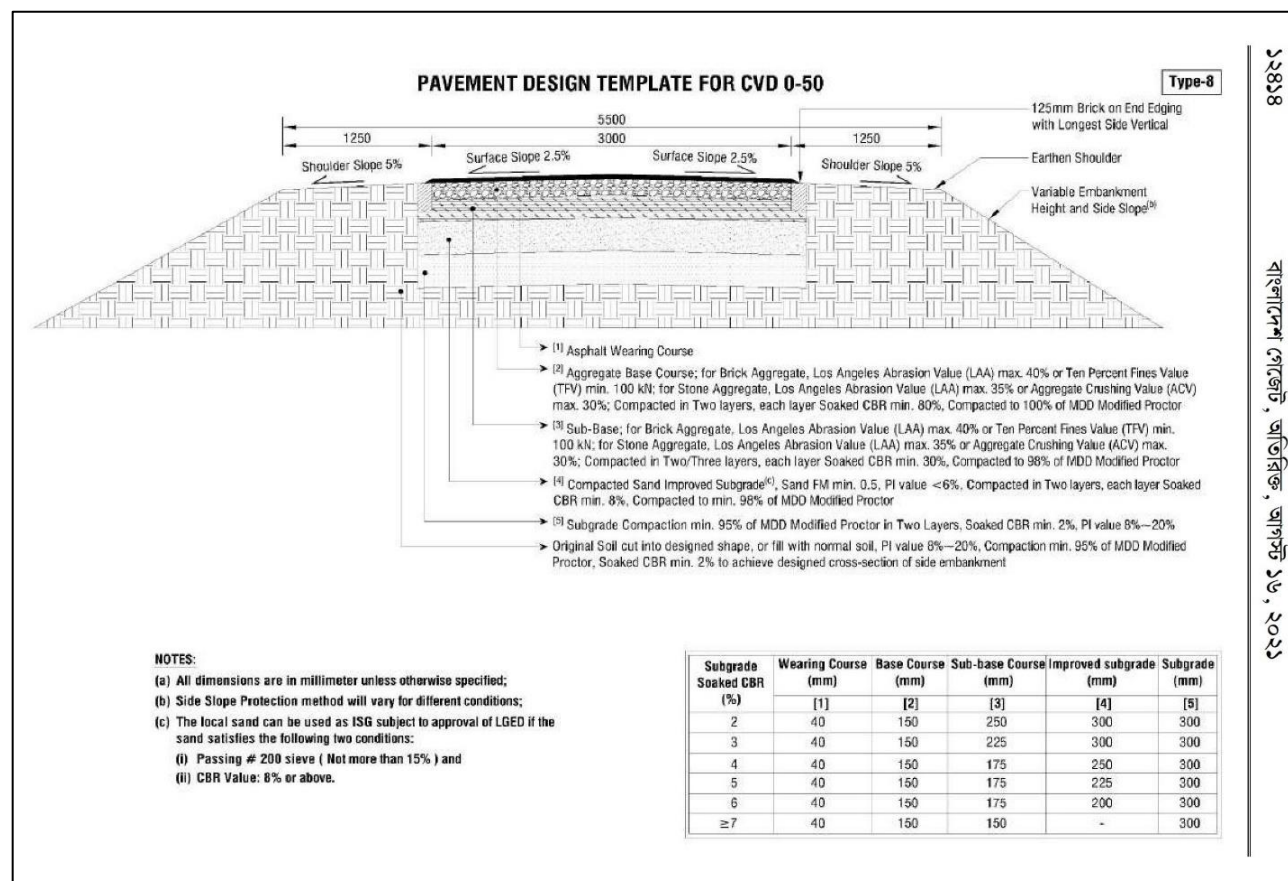 ১২৪১৪
বাংলাদেশ গেজেট, অতিরিক্ত, আগস্ট ১৬, ২০২১
PAVEMENT DESIGN TEMPLATE FOR CVD 0-50
Type-8
5500
1250
3000
1250
Shoulder Slope 5%
Surface Slope 2.5%
Surface Slope 2.5%
Shoulder Slope 5%
125mm Brick on End Edging
with Longest Side Vertical
Earthen Shoulder
Variable Embankment
Height and Side Slope(b)
[1] Asphalt Wearing Course
[2] Aggregate Base Course; for Brick Aggregate, Los Angeles Abrasion Value (LAA) max. 40% or Ten Percent Fines Value
(TFV) min. 100 kN; for Stone Aggregate, Los Angeles Abrasion Value (LAA) max. 35% or Aggregate Crushing Value (ACV)
max. 30%; Compacted in Two layers, each layer Soaked CBR min. 80%, Compacted to 100% of MDD Modified Proctor
[3] Sub-Base; for Brick Aggregate, Los Angeles Abrasion Value (LAA) max. 40% or Ten Percent Fines Value (TFV) min.
100 kN; for Stone Aggregate, Los Angeles Abrasion Value (LAA) max. 35% or Aggregate Crushing Value (ACV) max.
30%; Compacted in Two/Three layers, each layer Soaked CBR min. 30%, Compacted to 98% of MDD Modified Proctor
[4] Compacted Sand Improved Subgrade(c), Sand FM min. 0.5, PI value <6%, Compacted in Two layers, each layer Soaked
CBR min. 8%, Compacted to min. 98% of MDD Modified Proctor
[5] Subgrade Compaction min. 95% of MDD Modified Proctor in Two Layers, Soaked CBR min. 2%, PI value 8%~20%
Original Soil cut into designed shape, or fill with normal soil, PI value 8%~20%, Compaction min. 95% of MDD Modified
Proctor, Soaked CBR min. 2% to achieve designed cross-section of side embankment
NOTES:
(a) All dimensions are in millimeter unless otherwise specified;
(b) Side Slope Protection method will vary for different conditions;
(c) The local sand can be used as ISG subject to approval of LGED if the
sand satisfies the following two conditions:
(i) Passing # 200 sieve ( Not more than 15% ) and
(ii) CBR Value: 8% or above.
Subgrade Soaked CBR (%) Wearing Course (mm) Base Course (mm) Sub-base Course (mm) Improved subgrade (mm) Subgrade (mm)
[1] [2] [3] [4] [5]
2 40 150 250 300 300
3 40 150 225 300 300
4 40 150 175 250 300
5 40 150 175 225 300
6 40 150 175 200 300
≥7 40 150 150 - 300